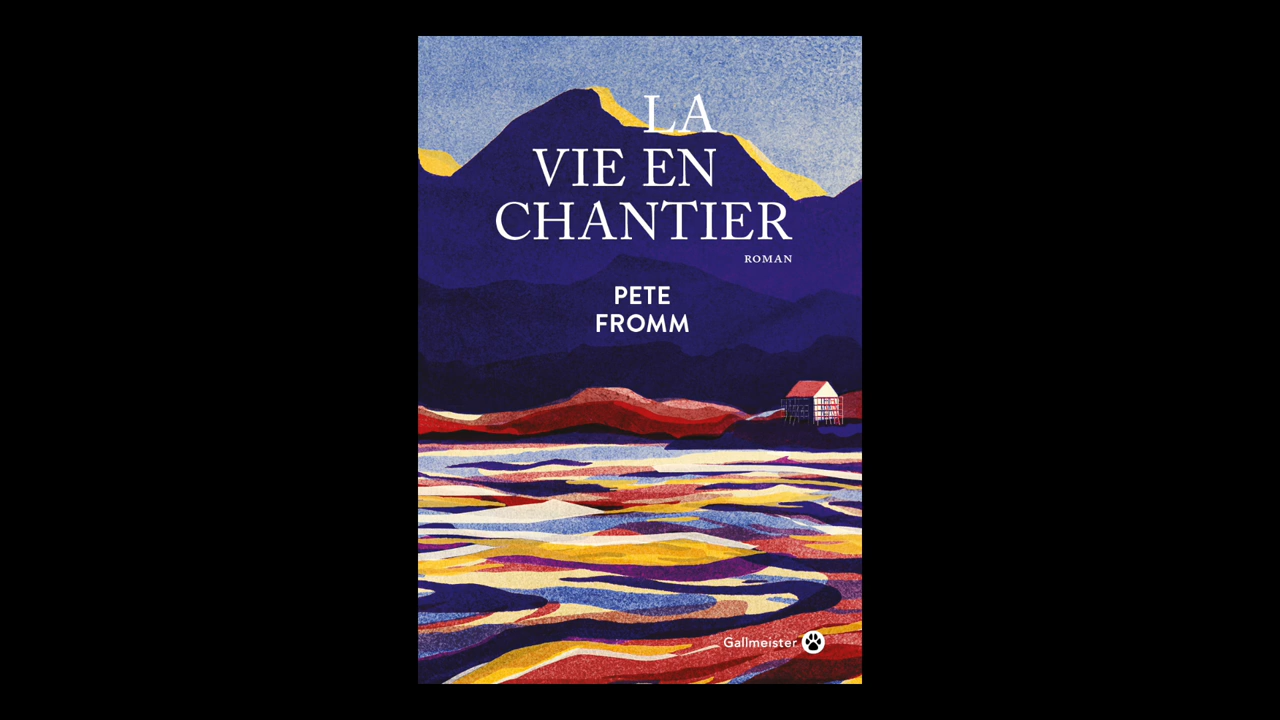 LA
VIE EN
CHANTIER
ROMAN
PETE
FROMM
Gallmeister